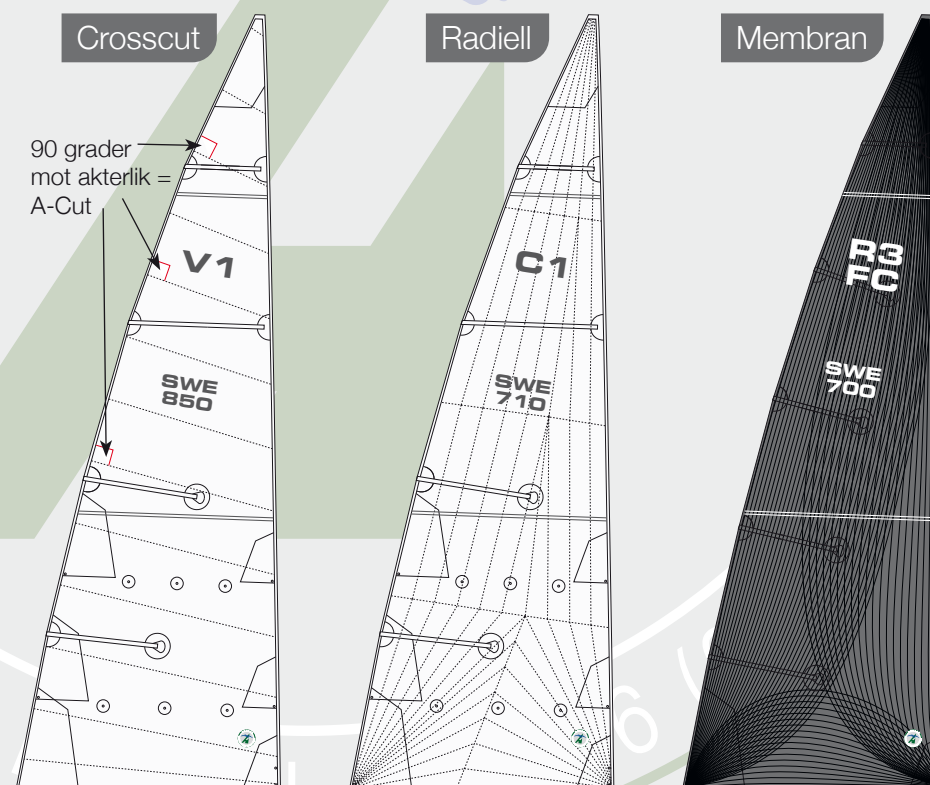 Crosscut
Radiell
Membran
90 grader
mot akterlik =
A-Cut
V1
SWE
850
C1
SWE
710
R3
FC
SWE
700